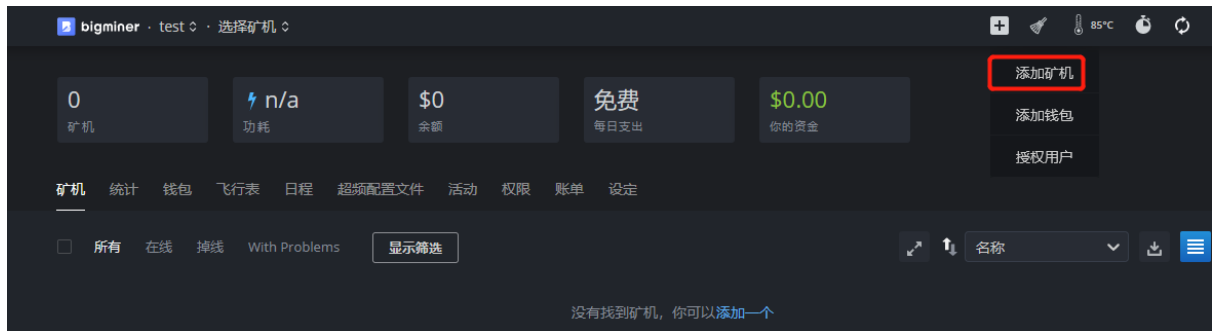 bigminer · test · 选择矿机 85°C
添加矿机
添加钱包
授权用户
0 n/a $0 免费 $0.00
矿机 功耗 余额 每日支出 你的资金
矿机 统计 钱包 飞行表 日程 超频配置文件 活动 权限 账单 设定
所有 在线 掉线 With Problems 显示筛选 名称
没有找到矿机，你可以添加一个